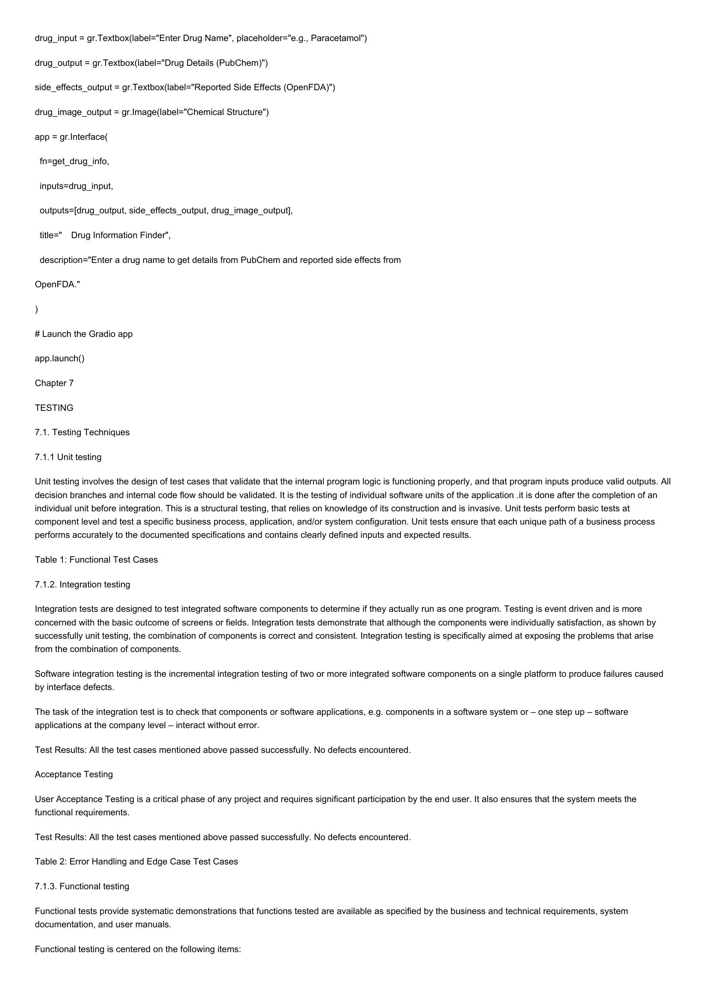 drug_input = gr.Textbox(label="Enter Drug Name", placeholder="e.g., Paracetamol")
drug_output = gr.Textbox(label="Drug Details (PubChem)")
side_effects_output = gr.Textbox(label="Reported Side Effects (OpenFDA)")
drug_image_output = gr.Image(label="Chemical Structure")
app = gr.Interface(
  fn=get_drug_info,
  inputs=drug_input,
  outputs=[drug_output, side_effects_output, drug_image_output],
  title="    Drug Information Finder",
  description="Enter a drug name to get details from PubChem and reported side effects from
OpenFDA."
)
# Launch the Gradio app
app.launch()
Chapter 7
TESTING
7.1. Testing Techniques
7.1.1 Unit testing
Unit testing involves the design of test cases that validate that the internal program logic is functioning properly, and that program inputs produce valid outputs. All
decision branches and internal code flow should be validated. It is the testing of individual software units of the application .it is done after the completion of an
individual unit before integration. This is a structural testing, that relies on knowledge of its construction and is invasive. Unit tests perform basic tests at
component level and test a specific business process, application, and/or system configuration. Unit tests ensure that each unique path of a business process
performs accurately to the documented specifications and contains clearly defined inputs and expected results.
Table 1: Functional Test Cases
7.1.2. Integration testing
Integration tests are designed to test integrated software components to determine if they actually run as one program. Testing is event driven and is more
concerned with the basic outcome of screens or fields. Integration tests demonstrate that although the components were individually satisfaction, as shown by
successfully unit testing, the combination of components is correct and consistent. Integration testing is specifically aimed at exposing the problems that arise
from the combination of components.
Software integration testing is the incremental integration testing of two or more integrated software components on a single platform to produce failures caused
by interface defects.
The task of the integration test is to check that components or software applications, e.g. components in a software system or – one step up – software
applications at the company level – interact without error.
Test Results: All the test cases mentioned above passed successfully. No defects encountered.
Acceptance Testing
User Acceptance Testing is a critical phase of any project and requires significant participation by the end user. It also ensures that the system meets the
functional requirements.
Test Results: All the test cases mentioned above passed successfully. No defects encountered.
Table 2: Error Handling and Edge Case Test Cases
7.1.3. Functional testing
Functional tests provide systematic demonstrations that functions tested are available as specified by the business and technical requirements, system
documentation, and user manuals.
Functional testing is centered on the following items: